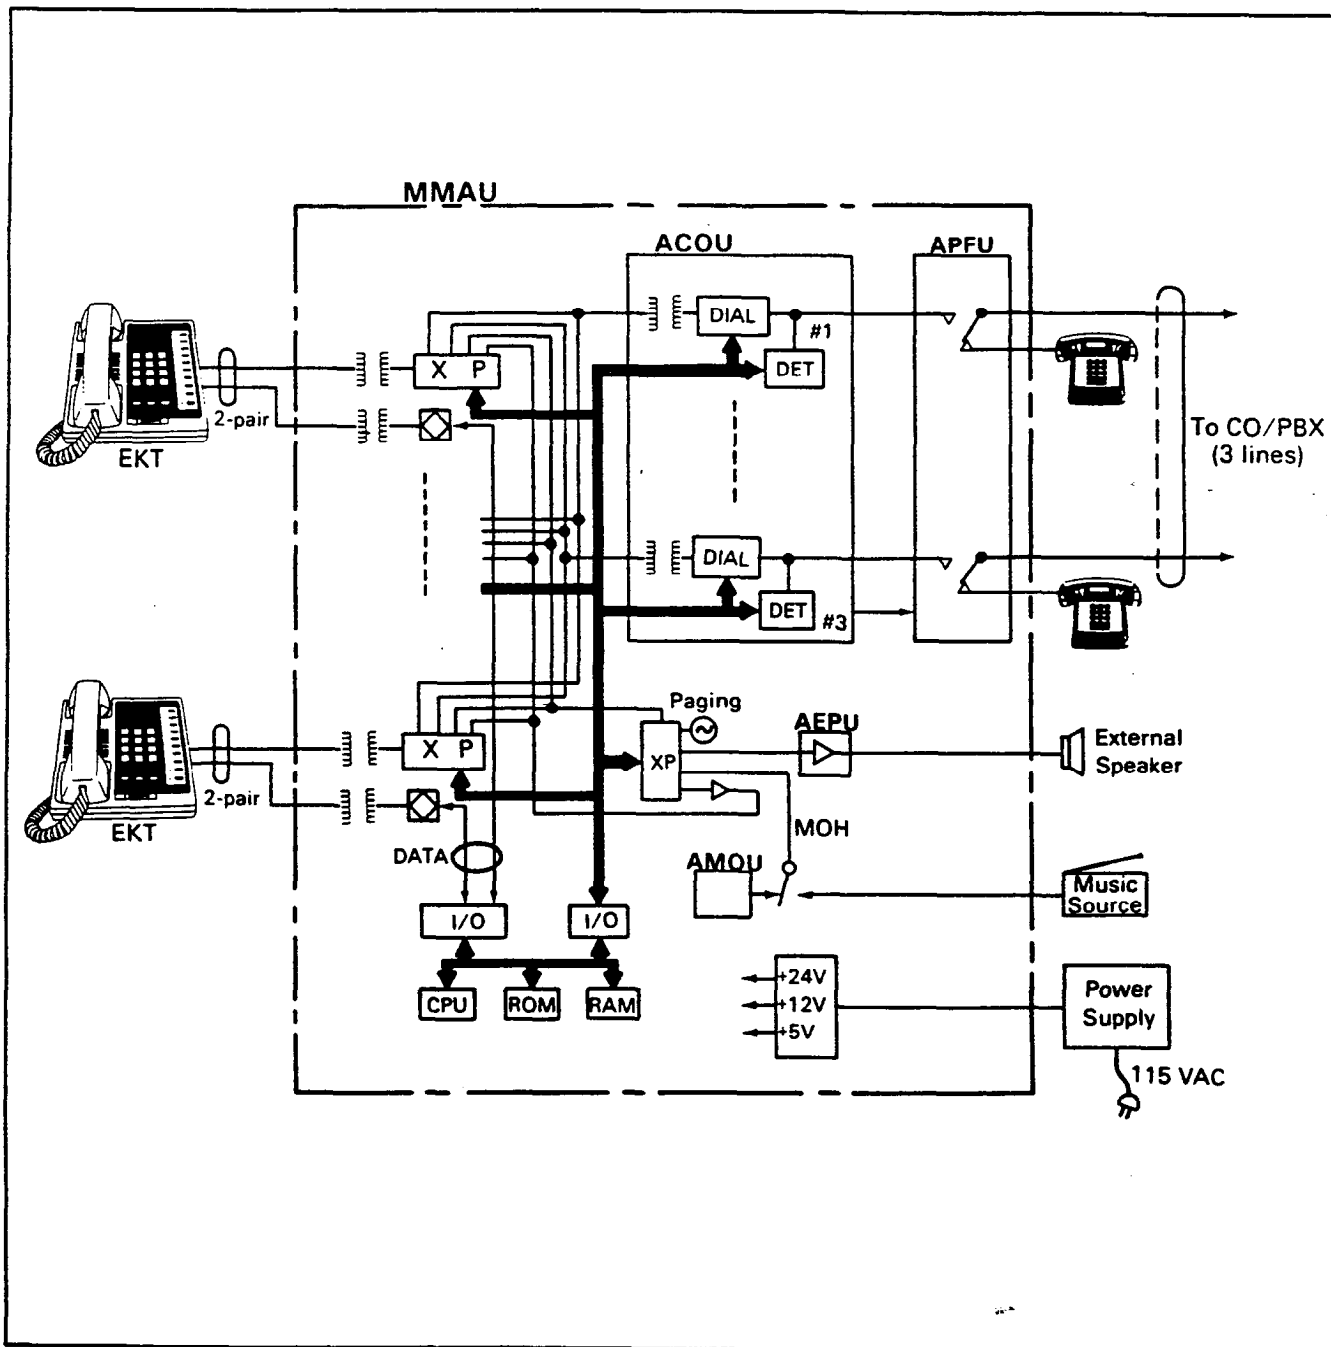 MMAU
ACOU
APFU
DIAL
#1
DET
X P
2-pair
EKT
To CO/PBX
(3 lines)
DIAL
DET
#3
Paging
AEPU
X P
XP
External
Speaker
2-pair
EKT
MOH
DATA
AMOU
Music
Source
I/O
I/O
CPU
ROM
RAM
+24V
+12V
+5V
Power
Supply
115 VAC